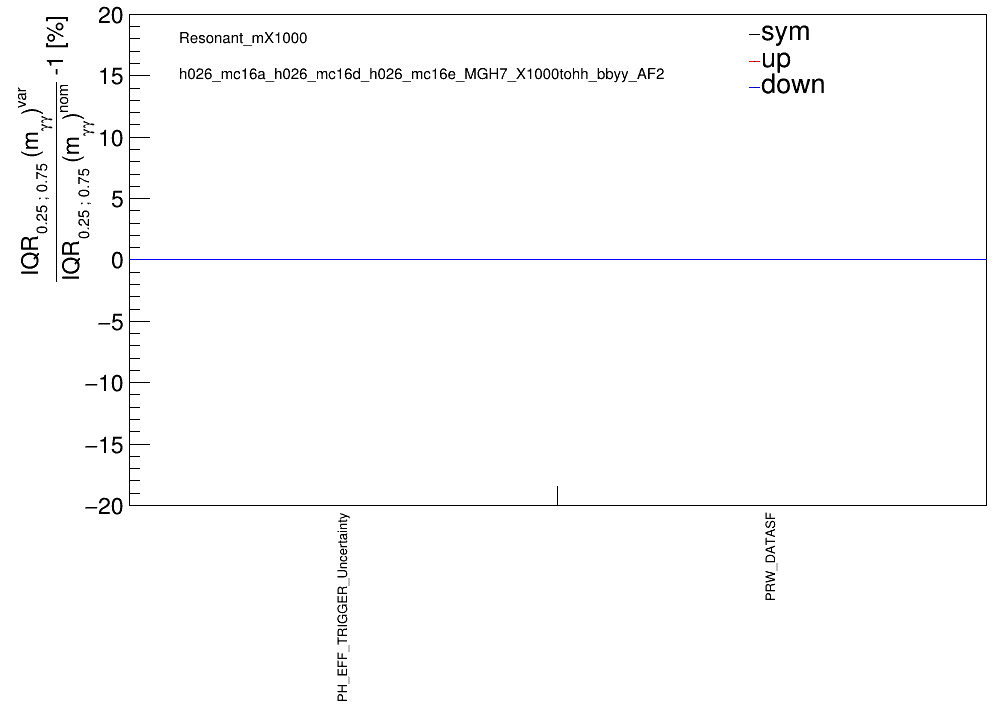 IQR0.25 ; 0.75 (mγγ)var
IQR0.25 ; 0.75 (mγγ)nom -1 [%]
20
15
10
5
0
−5
−10
−15
−20
Resonant_mX1000
h026_mc16a_h026_mc16d_h026_mc16e_MGH7_X1000tohh_bbyy_AF2
sym
up
down
PH_EFF_TRIGGER_Uncertainty
PRW_DATASF